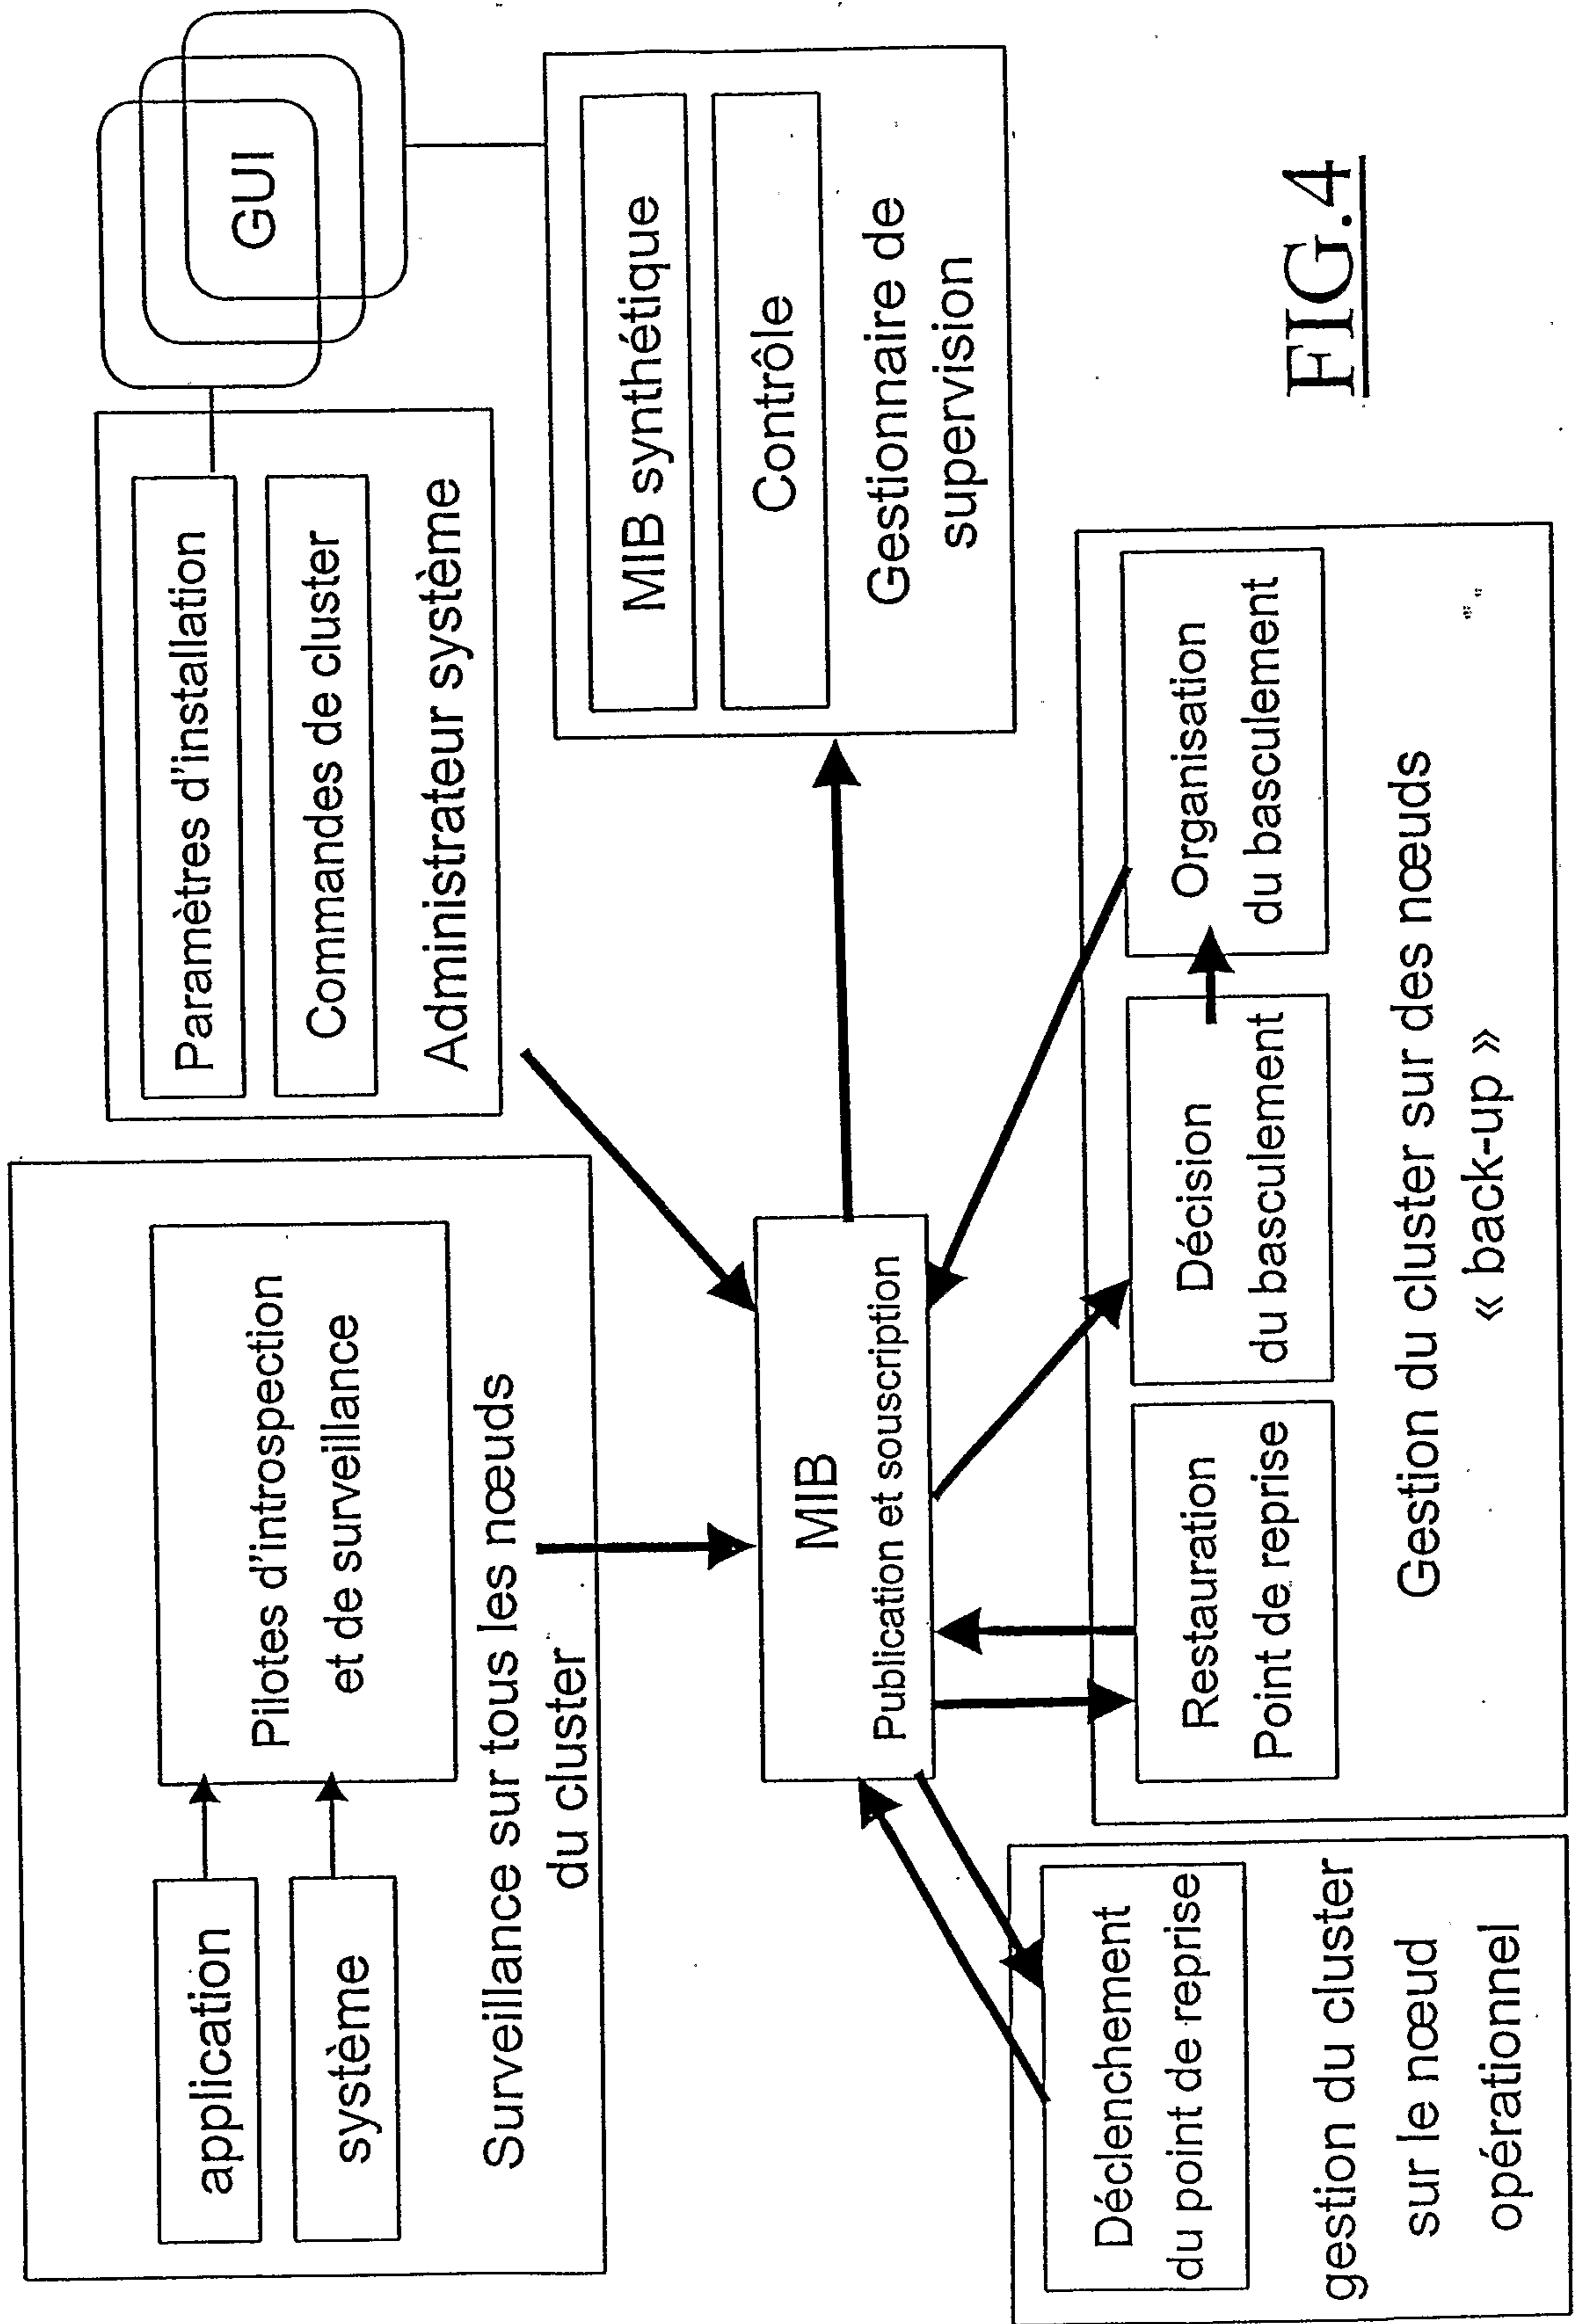 application
système
Pilotes d'introspection
et de surveillance
Surveillance sur tous les nœuds
du cluster
Paramètres d'installation
Commandes de cluster
Administrateur système
GUI
MIB synthétique
Contrôle
Gestionnaire de
supervision
MIB
Publication et souscription
Déclenchement
du point de reprise
gestion du cluster
sur le nœud
opérationnel
Restauration
Point de reprise
Décision
du basculement
Organisation
du basculement
Gestion du cluster sur des nœuds
« back-up »
FIG.4